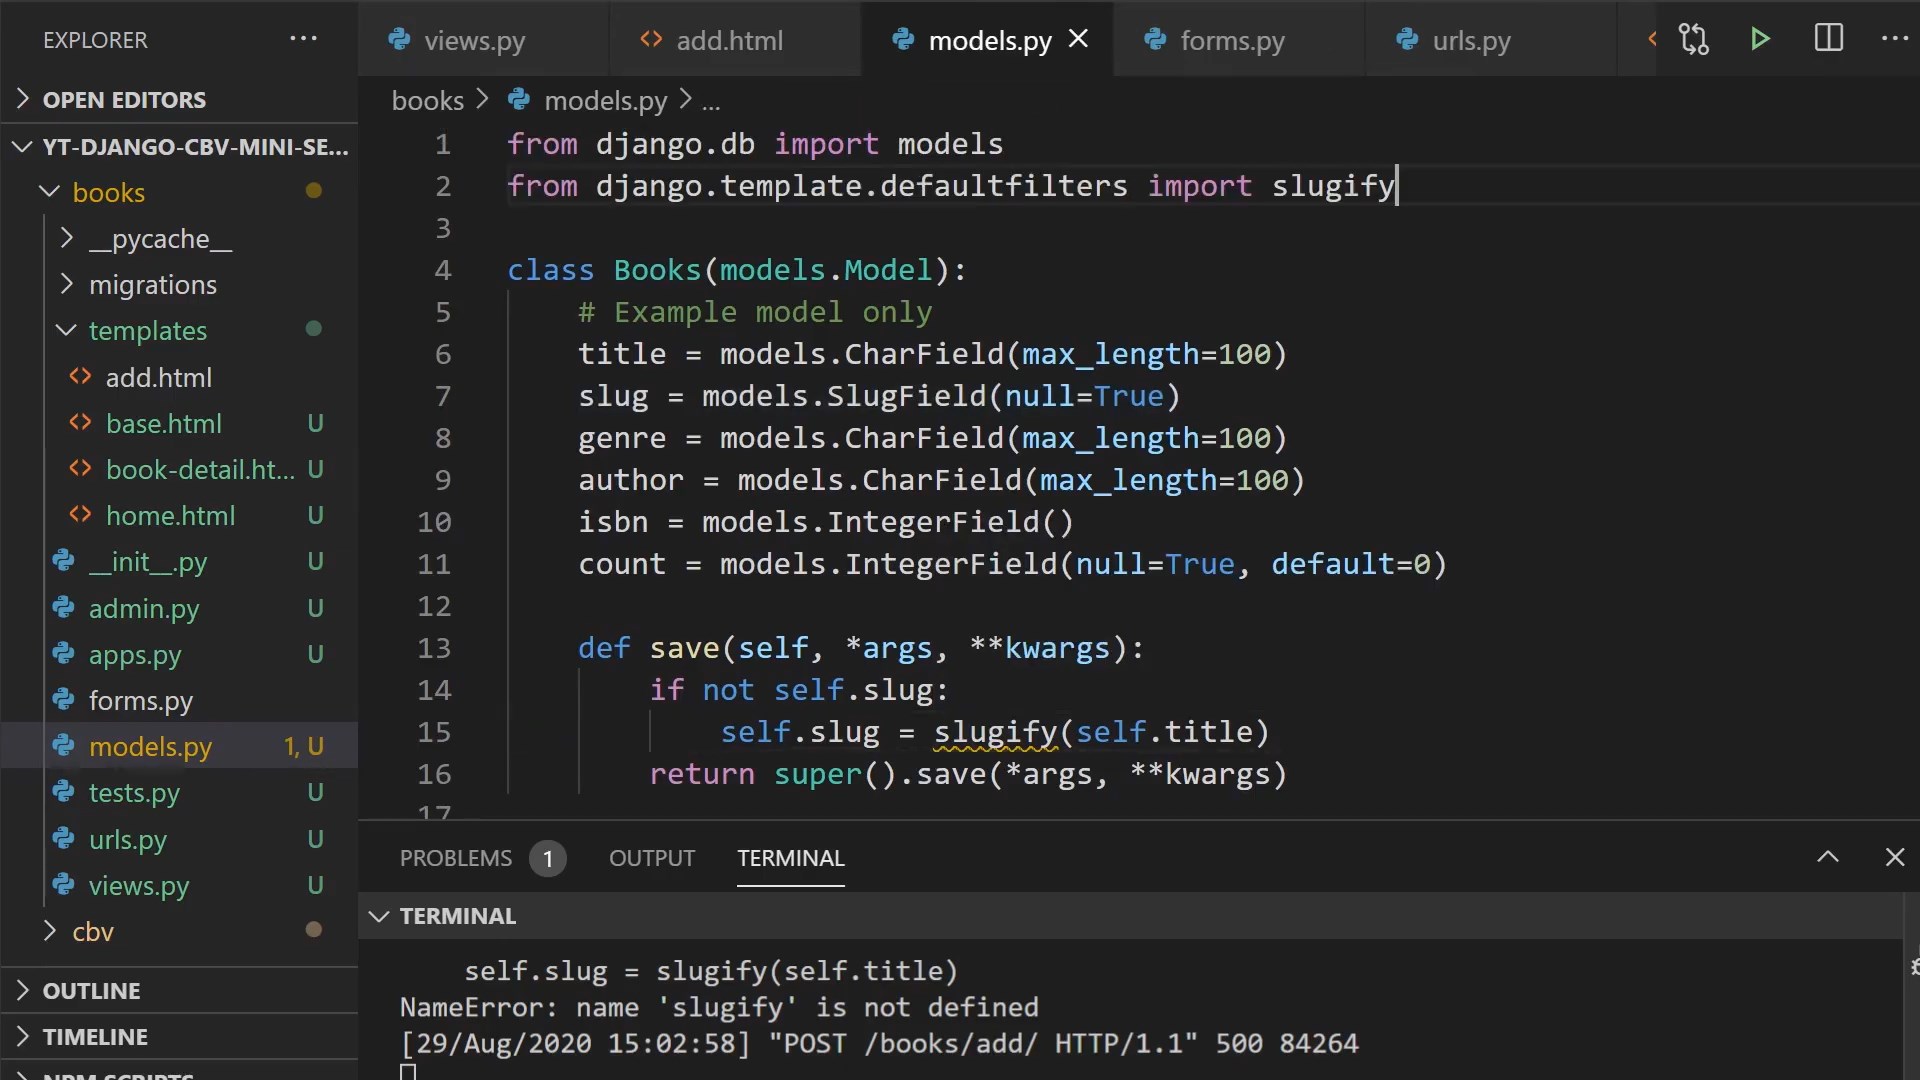 EXPLORER
OPEN EDITORS
YT-DJANGO-CBV-MINI-SE...
books
__pycache__
migrations
templates
add.html
base.html U
book-detail.ht... U
home.html U
__init__.py U
admin.py U
apps.py U
forms.py
models.py 1, U
tests.py U
urls.py U
views.py U
cbv
OUTLINE
TIMELINE
NPM SCRIPTS
views.py add.html models.py forms.py urls.py
books > models.py > ...
1 from django.db import models
2 from django.template.defaultfilters import slugify
3
4 class Books(models.Model):
5 # Example model only
6 title = models.CharField(max_length=100)
7 slug = models.SlugField(null=True)
8 genre = models.CharField(max_length=100)
9 author = models.CharField(max_length=100)
10 isbn = models.IntegerField()
11 count = models.IntegerField(null=True, default=0)
12
13 def save(self, *args, **kwargs):
14 if not self.slug:
15 self.slug = slugify(self.title)
16 return super().save(*args, **kwargs)
17
PROBLEMS 1 OUTPUT TERMINAL
TERMINAL
self.slug = slugify(self.title)
NameError: name 'slugify' is not defined
[29/Aug/2020 15:02:58] "POST /books/add/ HTTP/1.1" 500 84264